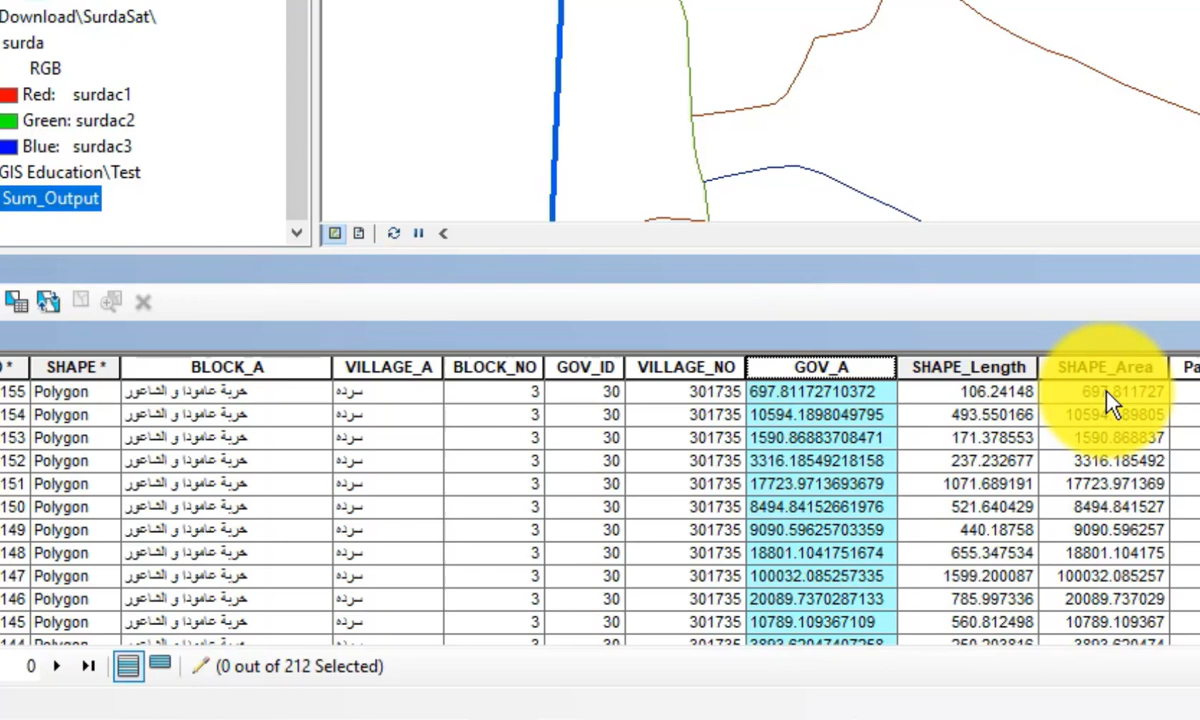 Download\SurdaSat\
surda
RGB
Red: surdac1
Green: surdac2
Blue: surdac3
GIS Education\Test
Sum_Output
SHAPE * BLOCK_A VILLAGE_A BLOCK_NO GOV_ID VILLAGE_NO GOV_A SHAPE_Length SHAPE_Area Pa
155 Polygon خربة عامودا و الشاعور سرده 3 30 301735 697.81172710372 106.24148 697.811727
154 Polygon خربة عامودا و الشاعور سرده 3 30 301735 10594.1898049795 493.550166 10594.189805
153 Polygon خربة عامودا و الشاعور سرده 3 30 301735 1590.86883708471 171.378553 1590.868837
152 Polygon خربة عامودا و الشاعور سرده 3 30 301735 3316.18549218158 237.232677 3316.185492
151 Polygon خربة عامودا و الشاعور سرده 3 30 301735 17723.9713693679 1071.689191 17723.971369
150 Polygon خربة عامودا و الشاعور سرده 3 30 301735 8494.84152661976 521.640429 8494.841527
149 Polygon خربة عامودا و الشاعور سرده 3 30 301735 9090.59625703359 440.18758 9090.596257
148 Polygon خربة عامودا و الشاعور سرده 3 30 301735 18801.1041751674 655.347534 18801.104175
147 Polygon خربة عامودا و الشاعور سرده 3 30 301735 100032.085257335 1599.200087 100032.085257
146 Polygon خربة عامودا و الشاعور سرده 3 30 301735 20089.7370287133 785.997336 20089.737029
145 Polygon خربة عامودا و الشاعور سرده 3 30 301735 10789.109367109 560.812498 10789.109367
0 (0 out of 212 Selected)